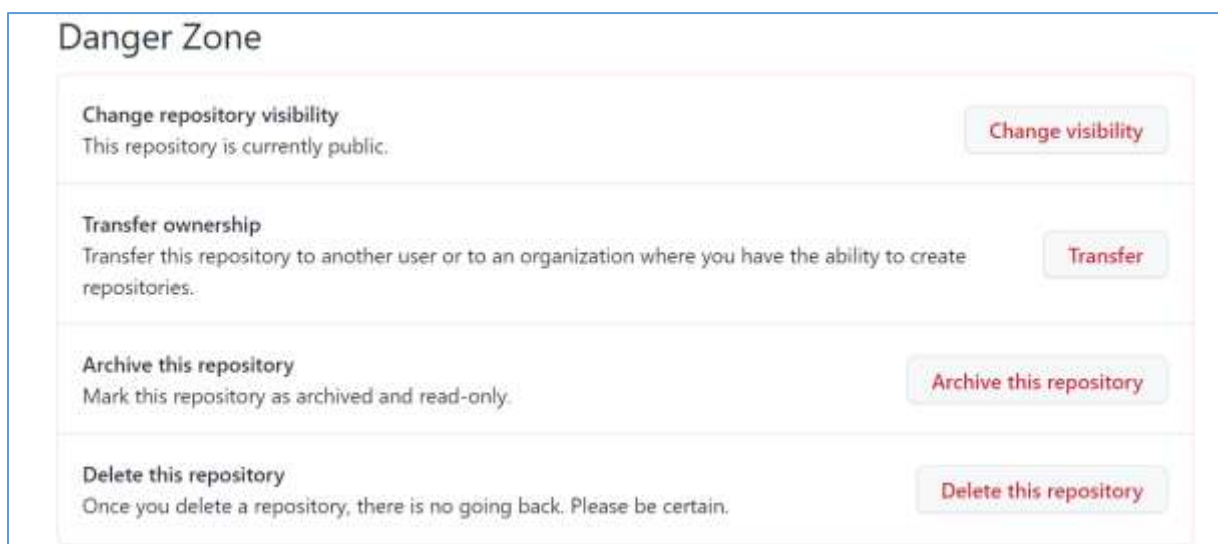 Danger Zone
Change repository visibility
This repository is currently public.
Change visibility
Transfer ownership
Transfer this repository to another user or to an organization where you have the ability to create
repositories.
Transfer
Archive this repository
Mark this repository as archived and read-only.
Archive this repository
Delete this repository
Once you delete a repository, there is no going back. Please be certain.
Delete this repository